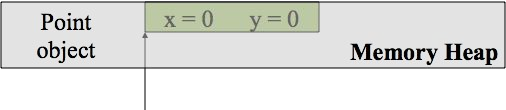 Point
object
x = 0 y = 0
Memory Heap